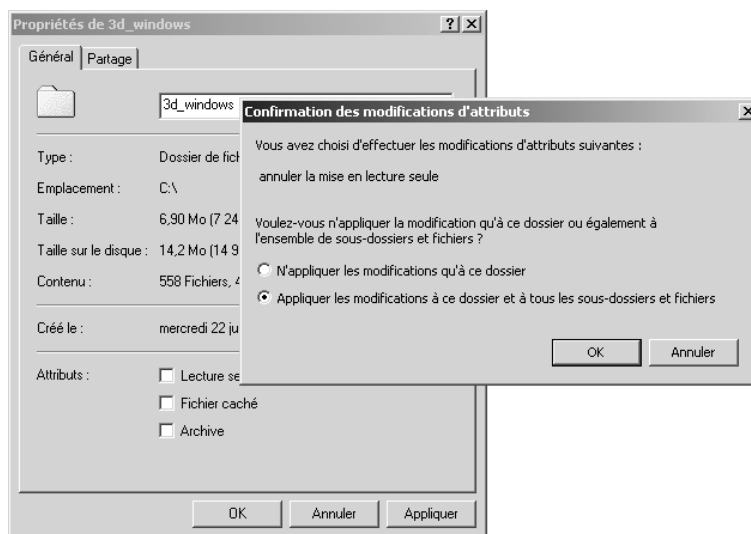 Propriétés de 3d_windows
Général
Partage
3d_windows
Type :
Dossier de
Emplacement :
C:\
Taille :
6,90 Mo (7 24
Taille sur le disque :
14,2 Mo (14 9
Contenu :
558 Fichiers, 4
Créé le :
mercredi 22
Attributs :
Lecture
Fichier caché
Archive
OK
Annuler
Appliquer
Confirmation des modifications d'attributs
Vous avez choisi d'effectuer les modifications d'attributs suivantes :
annuler la mise en lecture seule
Voulez-vous n'appliquer la modification qu'à ce dossier ou également à
l'ensemble de sous-dossiers et fichiers ?
N'appliquer les modifications qu'à ce dossier
Appliquer les modifications à ce dossier et à tous les sous-dossiers et fichiers
OK
Annuler